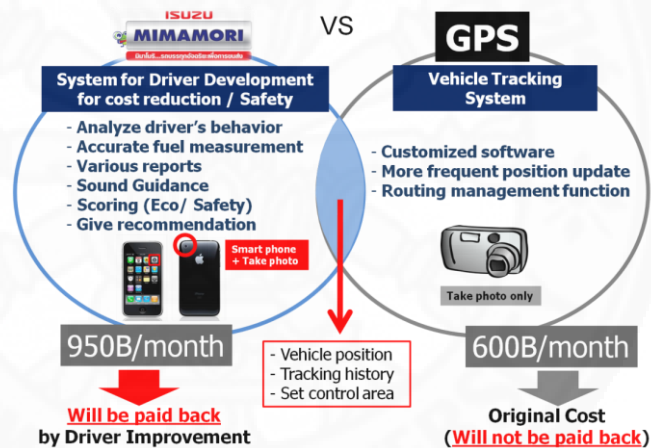 ISUZU
MIMAMORI
VS
GPS
System for Driver Development
for cost reduction / Safety
- Analyze driver's behavior
- Accurate fuel measurement
- Various reports
- Sound Guidance
- Scoring (Eco/ Safety)
- Give recommendation
Smart phone
+ Take photo
950B/month
Will be paid back
by Driver Improvement
- Vehicle position
- Tracking history
- Set control area
Vehicle Tracking
System
- Customized software
- More frequent position update
- Routing management function
Take photo only
600B/month
Original Cost
(Will not be paid back)